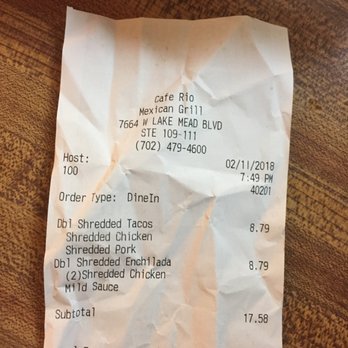 Cafe Rio
Mexican Grill
7664 W LAKE MEAD BLVD
STE 109-111
(702) 479-4600
Host: 02/11/2018
100 7:49 PM
40201
Order Type: DineIn
Dbl Shredded Tacos 8.79
Shredded Chicken
Shredded Pork
Dbl Shredded Enchilada 8.79
(2)Shredded Chicken
Mild Sauce
Subtotal 17.58